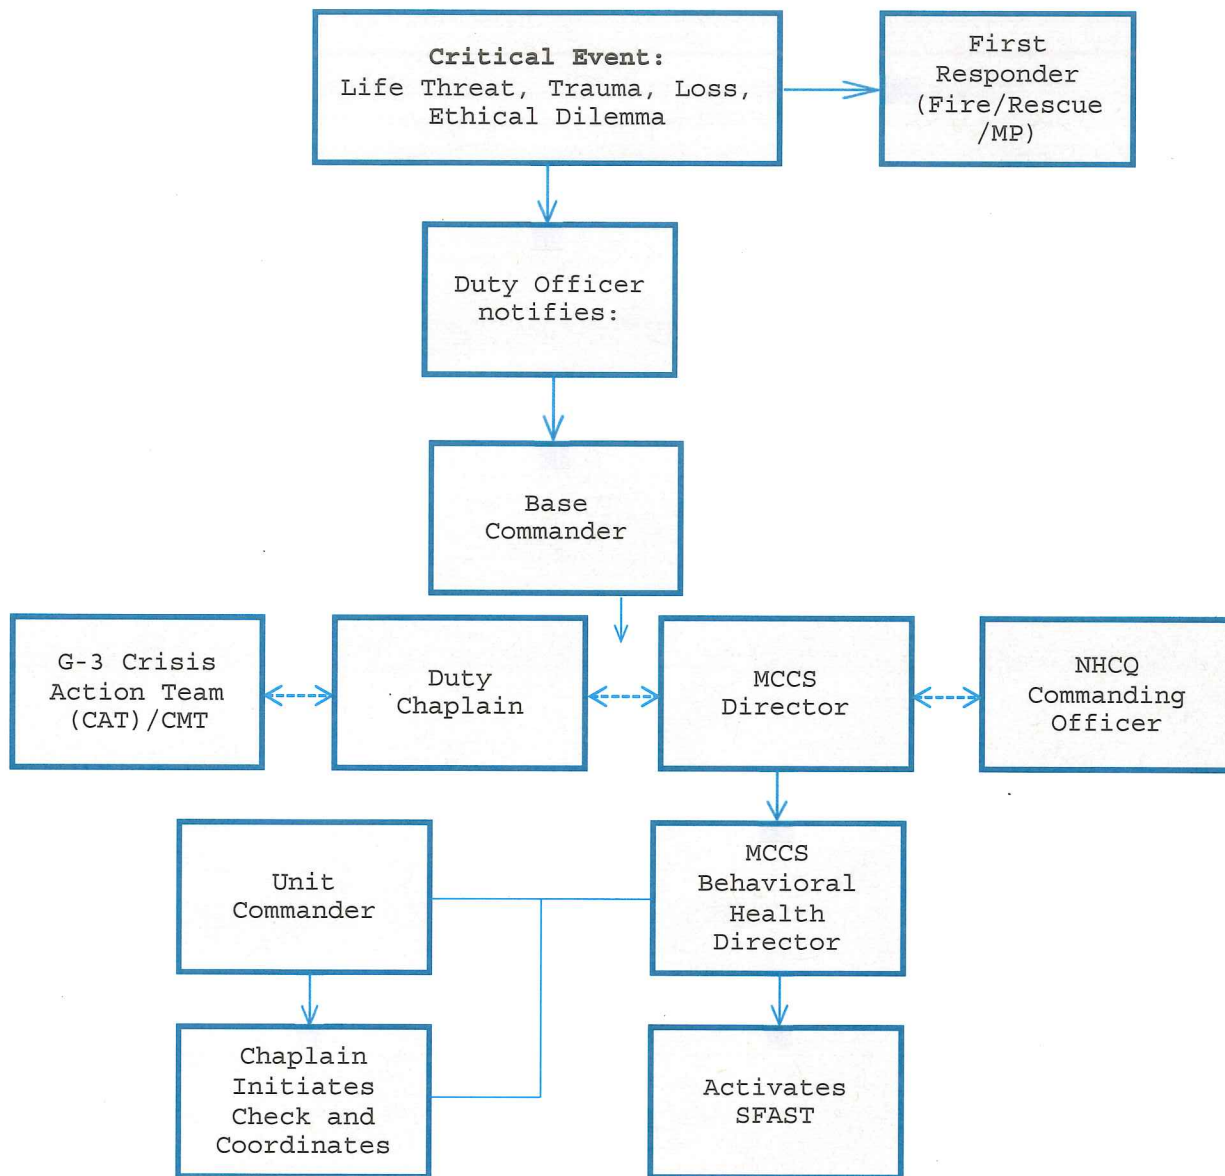 Critical Event:
Life Threat, Trauma, Loss,
Ethical Dilemma
First
Responder
(Fire/Rescue
/MP)
Duty Officer
notifies:
Base
Commander
G-3 Crisis
Action Team
(CAT)/CMT
Duty
Chaplain
MCCS
Director
NHCQ
Commanding
Officer
Unit
Commander
MCCS
Behavioral
Health
Director
Chaplain
Initiates
Check and
Coordinates
Activates
SFAST